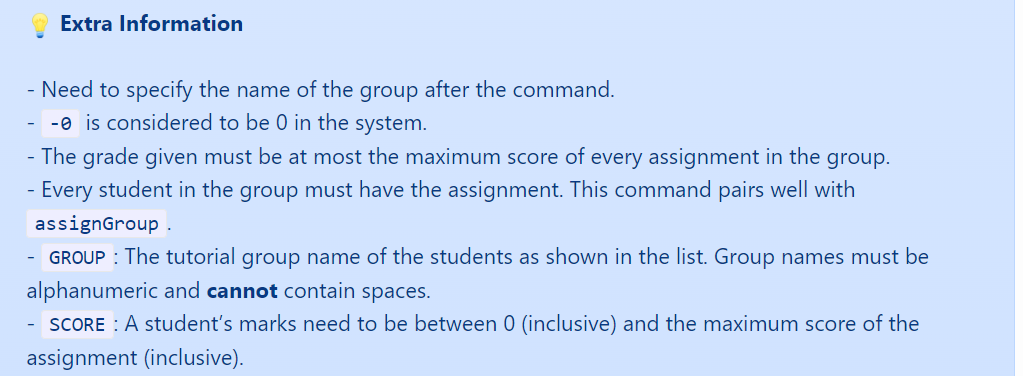 💡 Extra Information
- Need to specify the name of the group after the command.
- -0 is considered to be 0 in the system.
- The grade given must be at most the maximum score of every assignment in the group.
- Every student in the group must have the assignment. This command pairs well with
assignGroup.
- GROUP: The tutorial group name of the students as shown in the list. Group names must be
alphanumeric and cannot contain spaces.
- SCORE: A student’s marks need to be between 0 (inclusive) and the maximum score of the
assignment (inclusive).